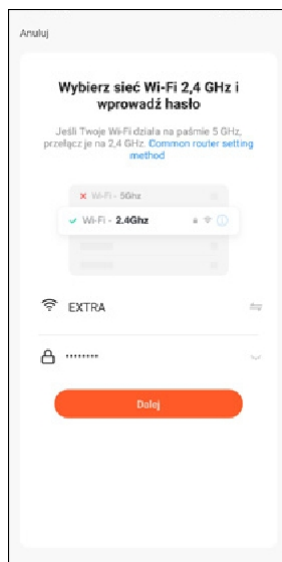 Anuluj
Wybierz sieć Wi-Fi 2,4 GHz i
wprowadź hasło
Jeśli Twoje Wi-Fi działa na paśmie 5 GHz,
przełącz je na 2,4 GHz. Common router setting
method
Wi-Fi - 5Ghz
Wi-Fi - 2.4Ghz
EXTRA
••••••••
Dalej